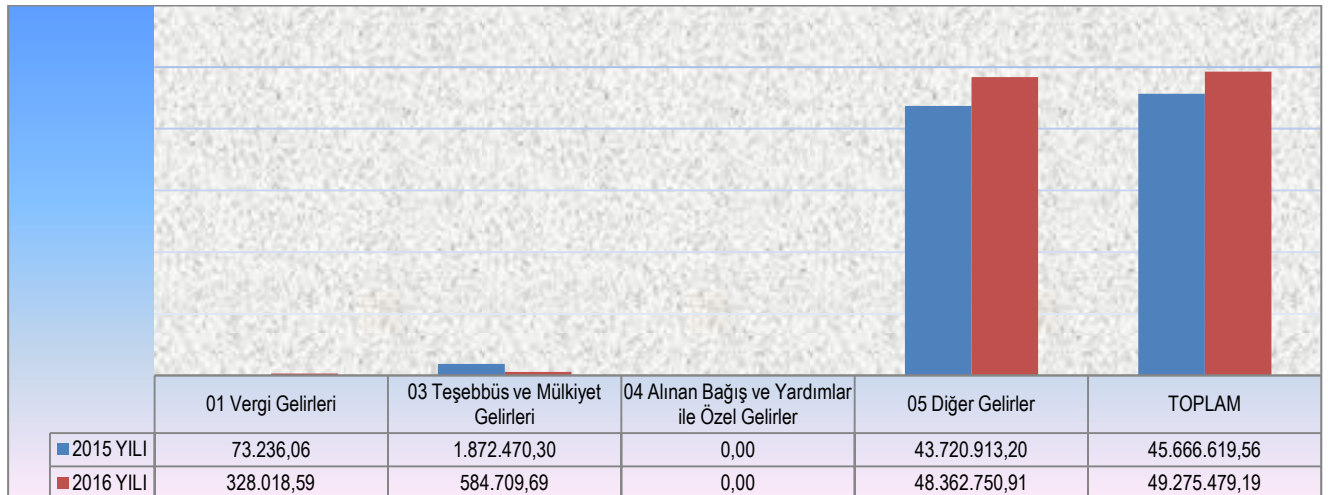 01 Vergi Gelirleri
03 Teşebbüs ve Mülkiyet
Gelirleri
04 Alınan Bağış ve Yardımlar
ile Özel Gelirler
05 Diğer Gelirler
TOPLAM
2015 YILI 73.236,06 1.872.470,30 0,00 43.720.913,20 45.666.619,56
2016 YILI 328.018,59 584.709,69 0,00 48.362.750,91 49.275.479,19